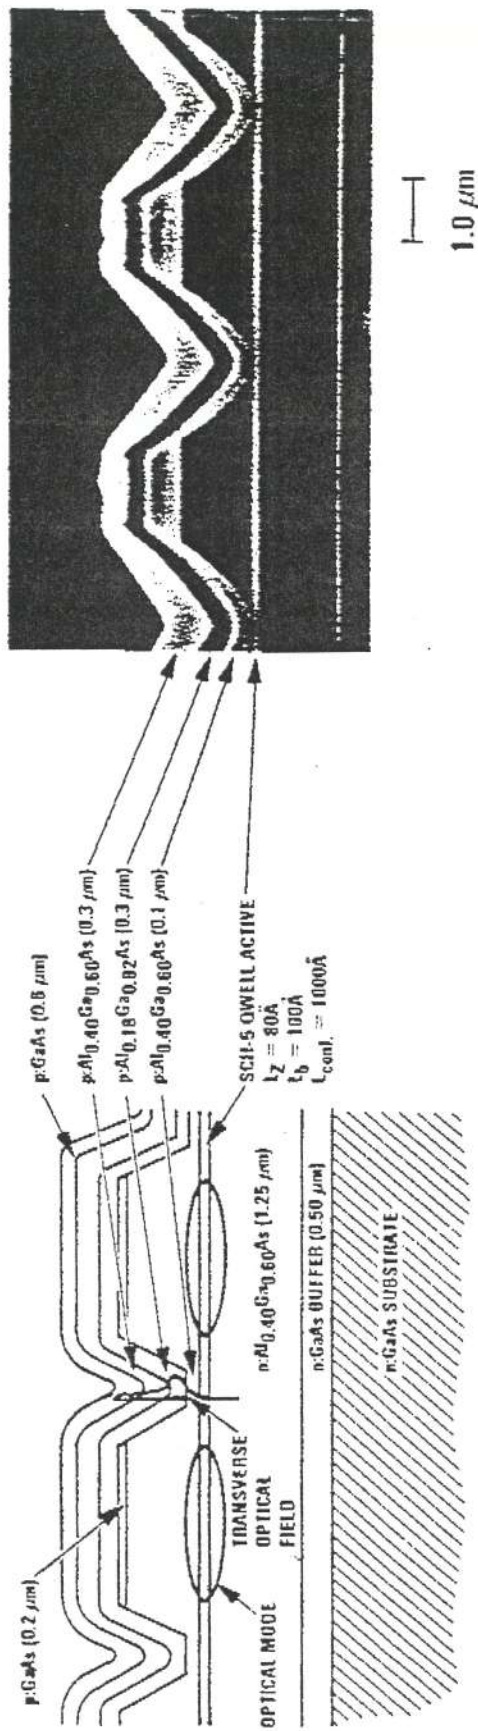 p:GaAs (0.2 μm)
p:GaAs (0.6 μm)
p:Al0.40Ga0.60As (0.3 μm)
p:Al0.18Ga0.82As (0.3 μm)
p:Al0.40Ga0.60As (0.1 μm)
SCH-5 QWELL ACTIVE
Lz = 80Å
tb = 100Å
Lconf. = 1000Å
TRANSVERSE
OPTICAL
FIELD
OPTICAL MODE
n:Al0.40Ga0.60As (1.25 μm)
n:GaAs BUFFER (0.50 μm)
n:GaAs SUBSTRATE
1.0 μm